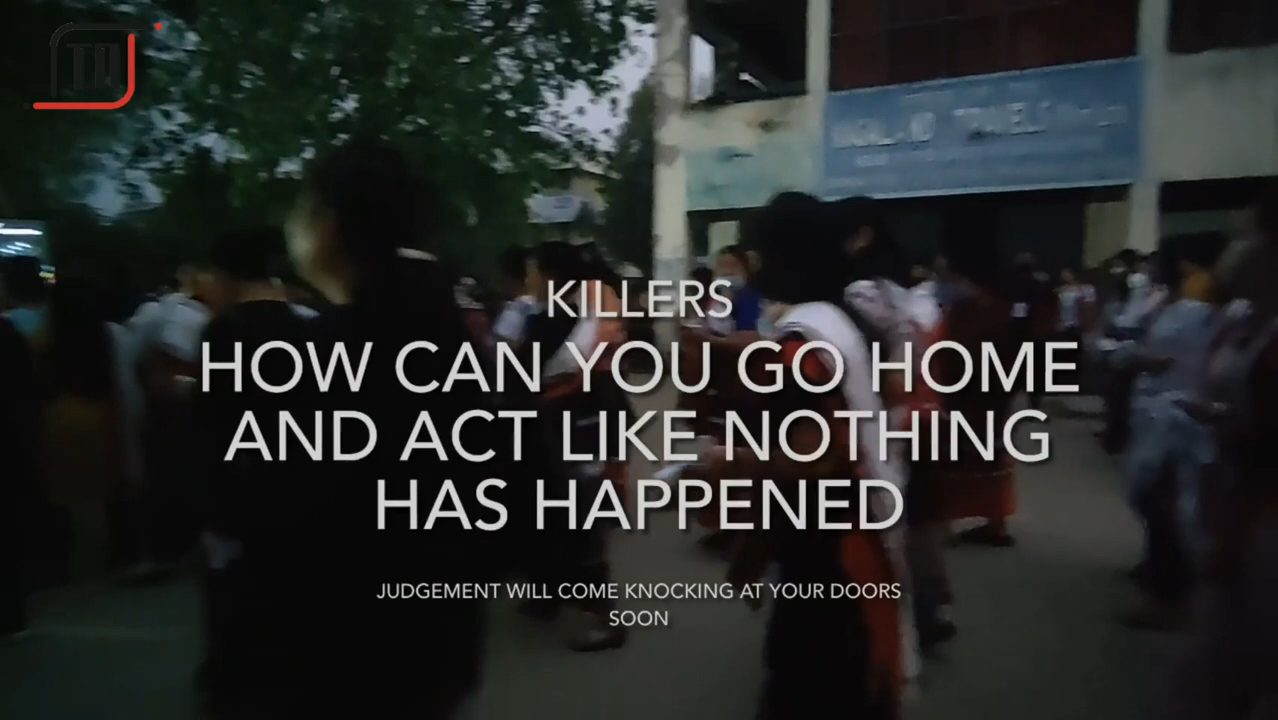 KILLERS
HOW CAN YOU GO HOME
AND ACT LIKE NOTHING
HAS HAPPENED
JUDGEMENT WILL COME KNOCKING AT YOUR DOORS
SOON